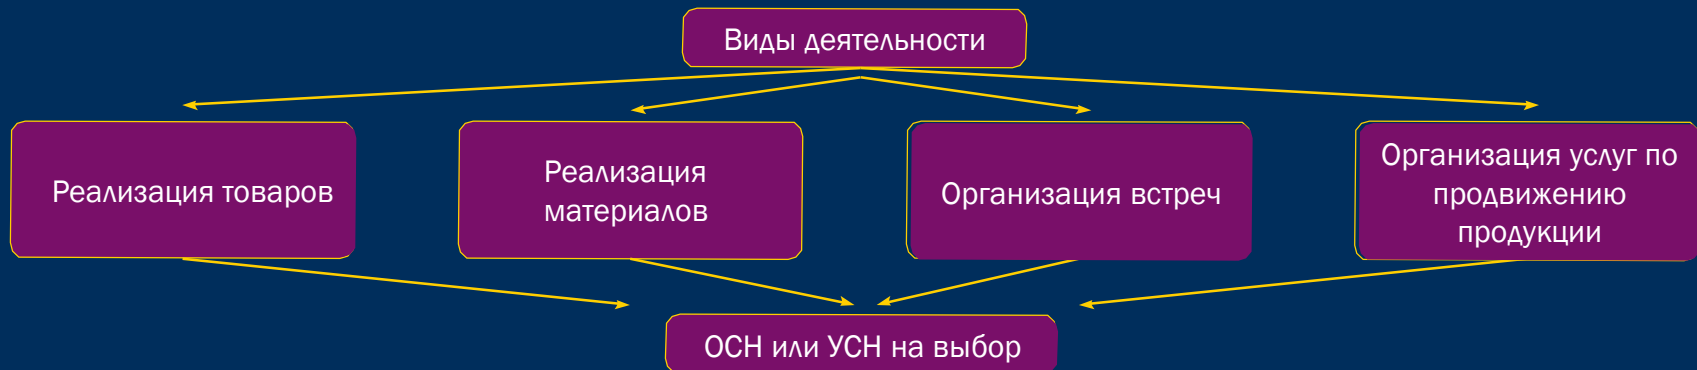 Виды деятельности
Реализация товаров
Реализация
материалов
Организация встреч
Организация услуг по
продвижению
продукции
ОСН или УСН на выбор